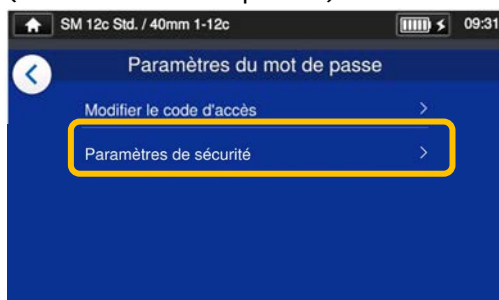 SM 12c Std. / 40mm 1-12c 09:31
Paramètres du mot de passe
Modifier le code d'accès
Paramètres de sécurité